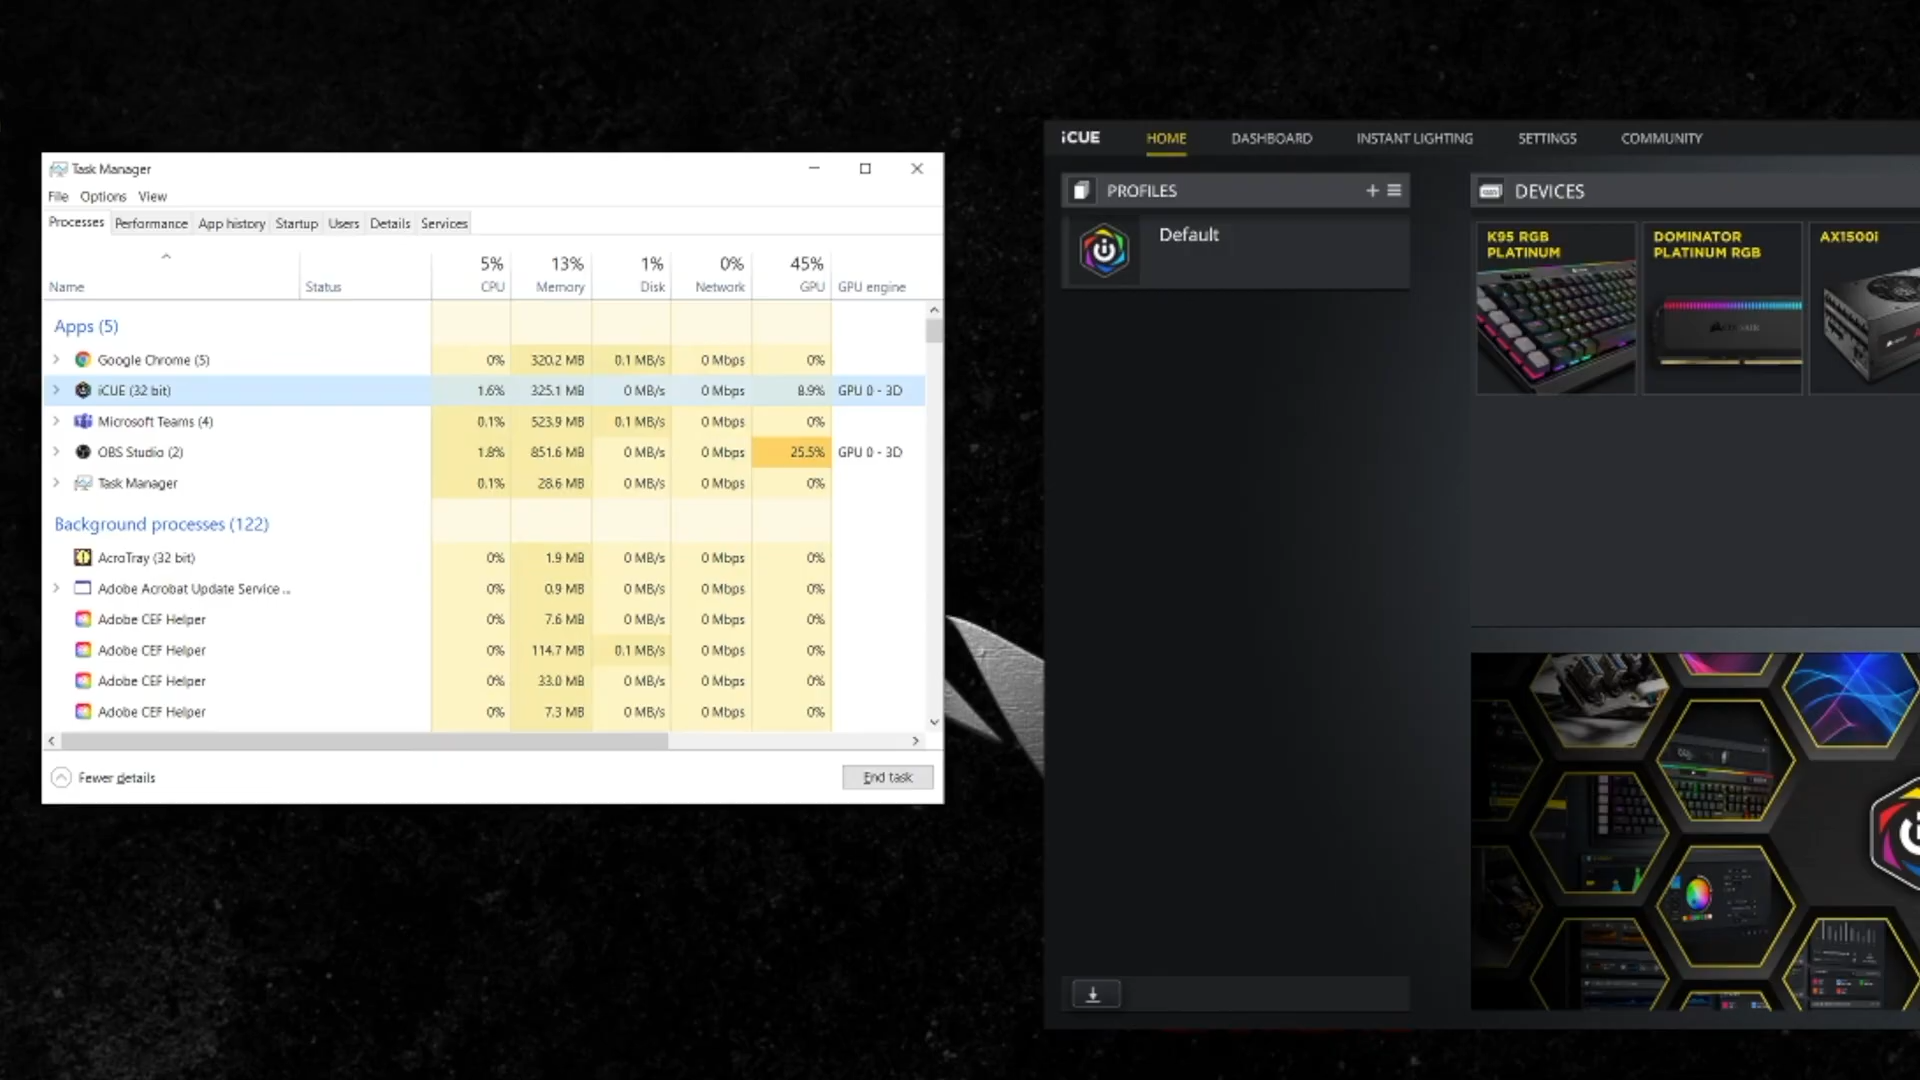 Task Manager
File Options View
Processes Performance App history Startup Users Details Services
5% 13% 1% 0% 45%
Name Status CPU Memory Disk Network GPU GPU engine
Apps (5)
Google Chrome (5) 0% 320.2 MB 0.1 MB/s 0 Mbps 0%
iCUE (32 bit) 1.6% 325.1 MB 0 MB/s 0 Mbps 8.9% GPU 0 - 3D
Microsoft Teams (4) 0.1% 523.9 MB 0.1 MB/s 0 Mbps 0%
OBS Studio (2) 1.8% 851.6 MB 0 MB/s 0 Mbps 25.5% GPU 0 - 3D
Task Manager 0.1% 28.6 MB 0 MB/s 0 Mbps 0%
Background processes (122)
AcroTray (32 bit) 0% 1.9 MB 0 MB/s 0 Mbps 0%
Adobe Acrobat Update Service ... 0% 0.9 MB 0 MB/s 0 Mbps 0%
Adobe CEF Helper 0% 7.6 MB 0 MB/s 0 Mbps 0%
Adobe CEF Helper 0% 114.7 MB 0.1 MB/s 0 Mbps 0%
Adobe CEF Helper 0% 33.0 MB 0 MB/s 0 Mbps 0%
Adobe CEF Helper 0% 7.3 MB 0 MB/s 0 Mbps 0%
Fewer details End task
iCUE HOME DASHBOARD INSTANT LIGHTING SETTINGS COMMUNITY
PROFILES
Default
DEVICES
K95 RGB
PLATINUM
DOMINATOR
PLATINUM RGB
AX1500i